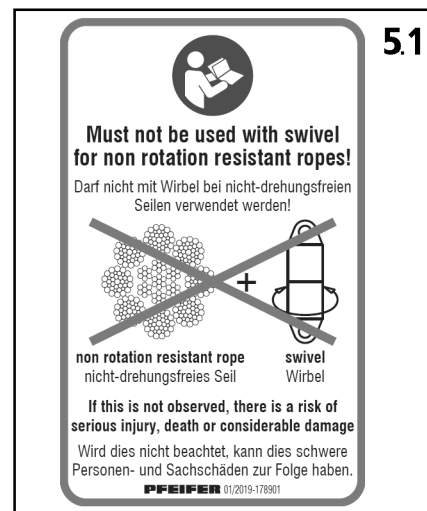 5.1
Must not be used with swivel
for non rotation resistant ropes!
Darf nicht mit Wirbel bei nicht-drehungsfreien
Seilen verwendet werden!
+
non rotation resistant rope
nicht-drehungsfreies Seil
swivel
Wirbel
If this is not observed, there is a risk of
serious injury, death or considerable damage
Wird dies nicht beachtet, kann dies schwere
Personen- und Sachschäden zur Folge haben.
PFEIFER 01/2019-178901